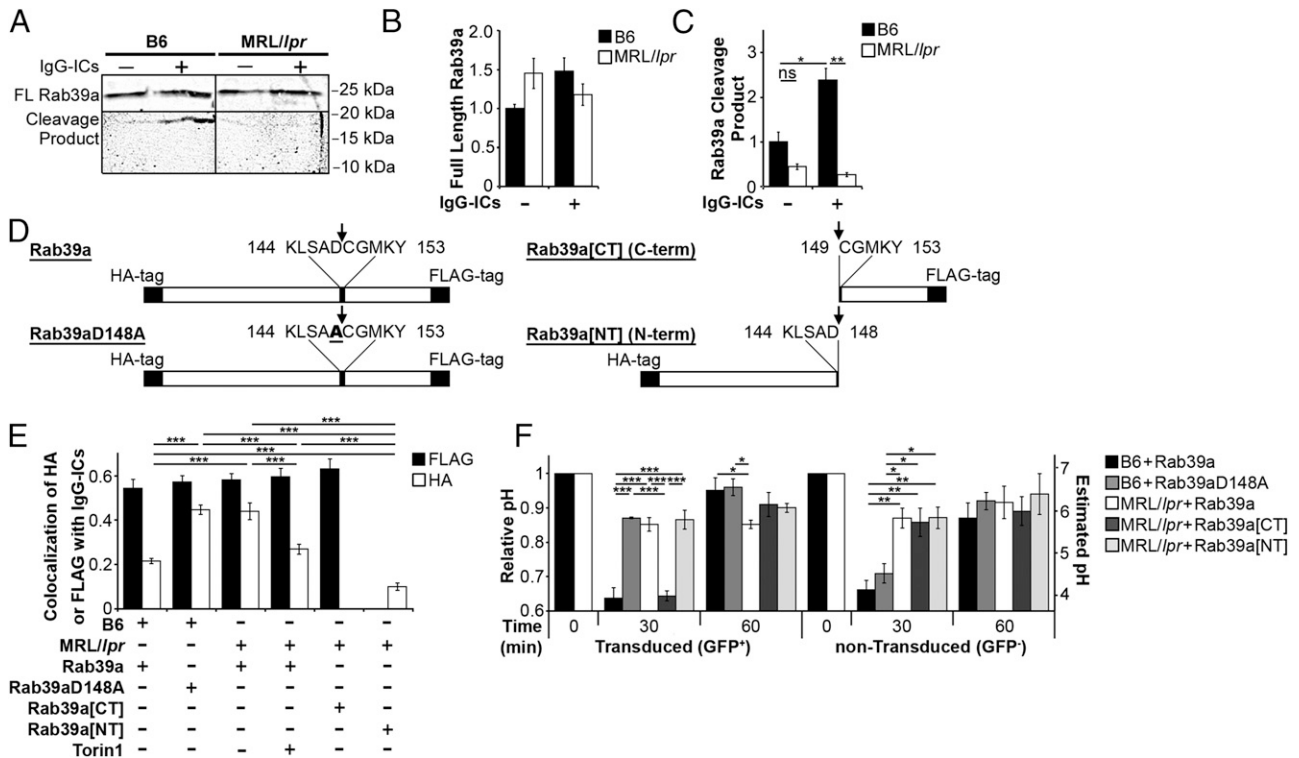 A
B6 MRL/lpr
IgG-ICs – + – +
FL Rab39a
Cleavage
Product
–25 kDa
–20 kDa
–15 kDa
–10 kDa
B
Full Length Rab39a
2.0
1.5
1.0
0.5
0
IgG-ICs – +
B6
MRL/lpr
C
Rab39a Cleavage
Product
3
2
1
0
* **
ns
IgG-ICs – +
B6
MRL/lpr
D
Rab39a
144 KLSADCGMKY 153
HA-tag FLAG-tag
Rab39a[CT] (C-term)
149 CGMKY 153
FLAG-tag
Rab39aD148A
144 KLSAACGMKY 153
HA-tag FLAG-tag
Rab39a[NT] (N-term)
144 KLSAD 148
HA-tag
E
Colocalization of HA
or FLAG with IgG-ICs
0.6
0.4
0.2
0
***
***
*** *** ***
***
*** ***
FLAG
HA
B6 + + – – – –
MRL/lpr – – + + + +
Rab39a + – + + – –
Rab39aD148A – + – – – –
Rab39a[CT] – – – – + –
Rab39a[NT] – – – – – +
Torin1 – – – + – –
F
Relative pH
1
0.9
0.8
0.7
0.6
***
*** ******
*** ***
*
*
*
*
*
**
**
**
7
6
5
4
Estimated pH
Time 0 30 60 0 30 60
(min) Transduced (GFP+) non-Transduced (GFP-)
B6+Rab39a
B6+Rab39aD148A
MRL/lpr+Rab39a
MRL/lpr+Rab39a[CT]
MRL/lpr+Rab39a[NT]